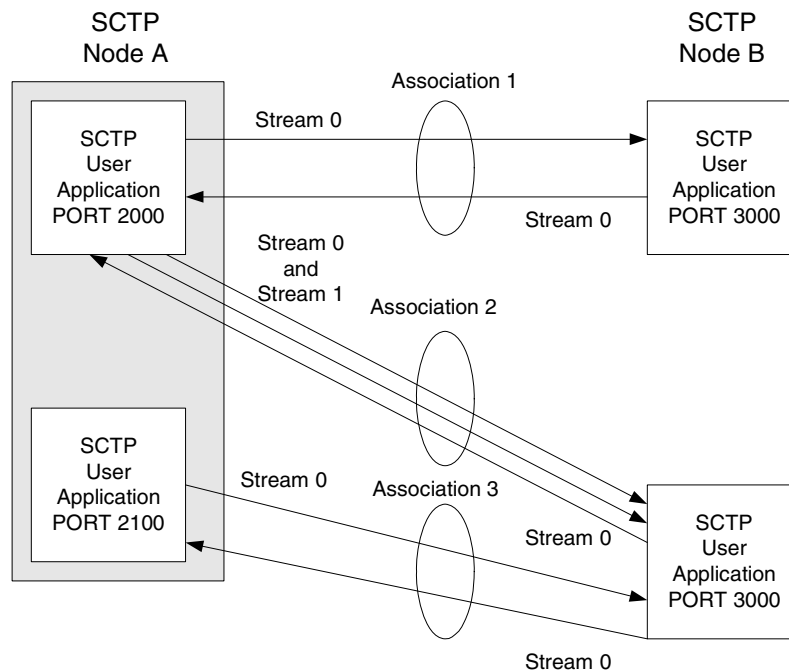 SCTP
Node A
SCTP
Node B
Association 1
SCTP
User
Application
PORT 2000
Stream 0
SCTP
User
Application
PORT 3000
Stream 0
Stream 0
and
Stream 1
Association 2
SCTP
User
Application
PORT 2100
Stream 0
Association 3
Stream 0
SCTP
User
Application
PORT 3000
Stream 0